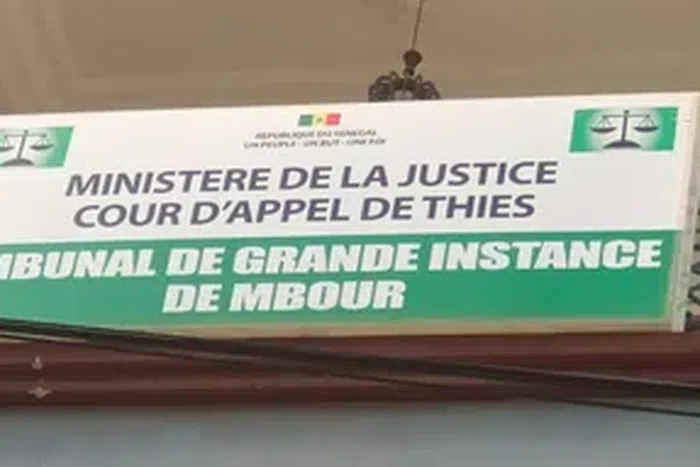 REPUBLIQUE DU SENEGAL
UN PEUPLE - UN BUT - UNE FOI
MINISTERE DE LA JUSTICE
COUR D'APPEL DE THIES
IBUNAL DE GRANDE INSTANCE
DE MBOUR